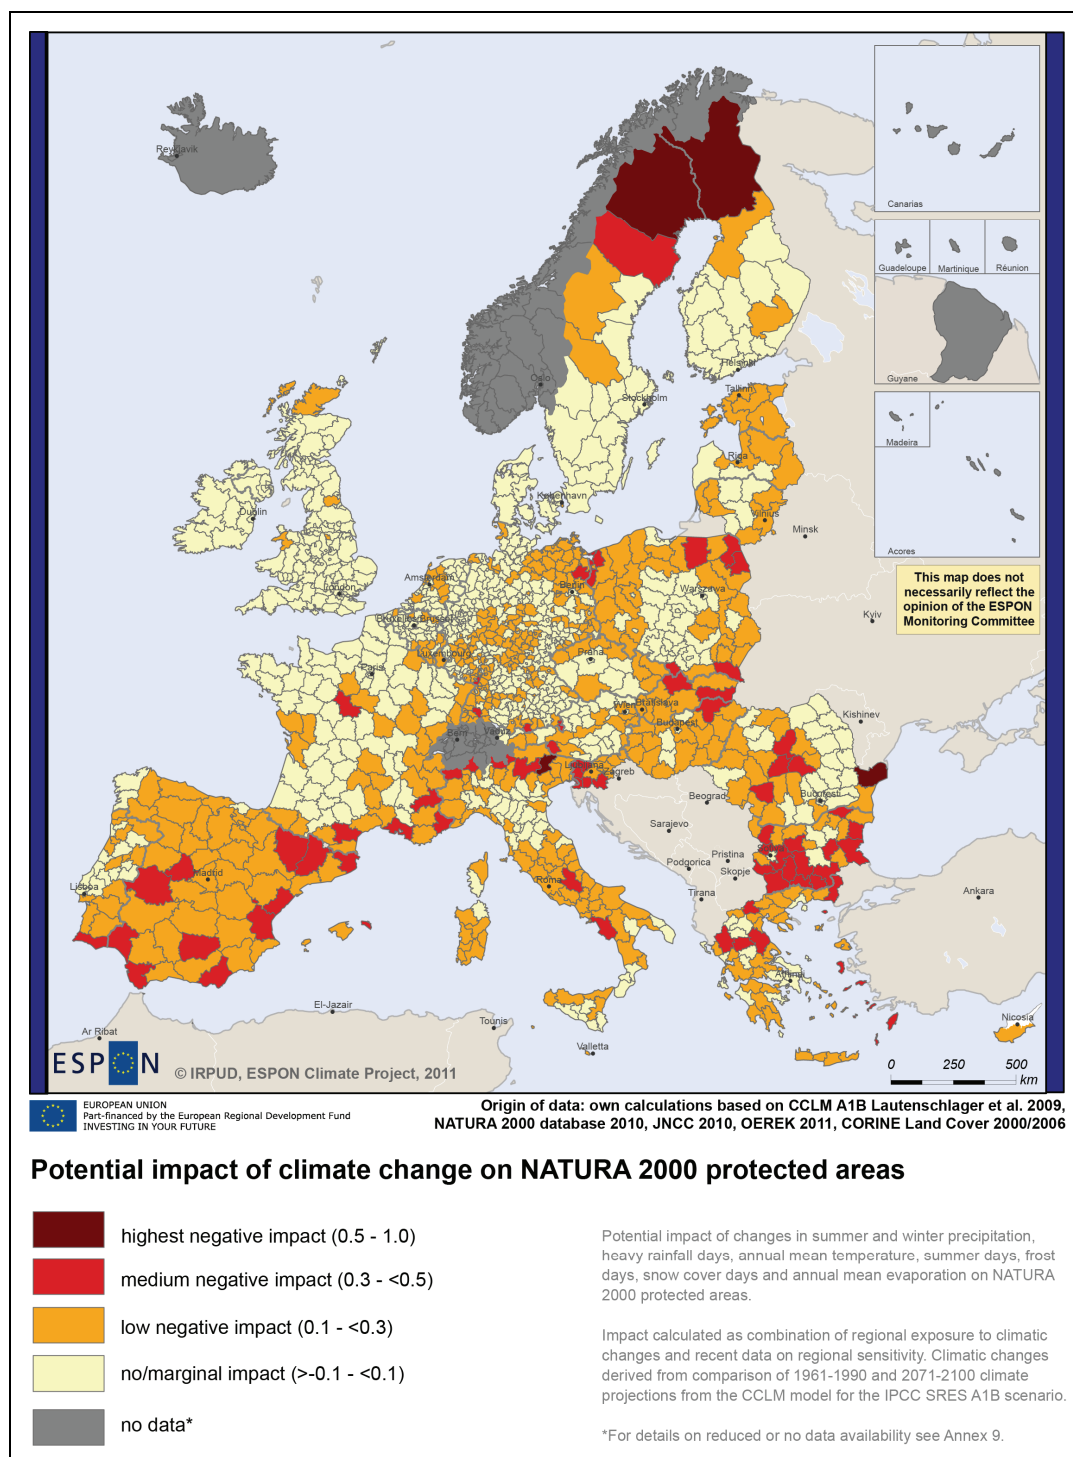 Reykjavik
Canarias
Guadeloupe
Martinique
Réunion
Guyane
Madeira
Acores
This map does not
necessarily reflect the
opinion of the ESPON
Monitoring Committee
Oslo
Helsinki
Tallinn
Stockholm
Riga
København
Dublin
Vilnius
Minsk
Amsterdam
Berlin
London
Warszawa
Kyiv
Bruxelles/Brussel
Luxembourg
Praha
Paris
Wien
Bratislava
Kishinev
Budapest
Bern
Vaduz
Ljubljana
Zagreb
Beograd
Bucuresti
Sarajevo
Sofia
Podgorica
Pristina
Skopje
Madrid
Lisboa
Roma
Tirana
Ankara
Athinai
El-Jazair
Tounis
Ar Ribat
Valletta
Nicosia
ESPON
© IRPUD, ESPON Climate Project, 2011
0 250 500
km
EUROPEAN UNION
Part-financed by the European Regional Development Fund
INVESTING IN YOUR FUTURE
Origin of data: own calculations based on CCLM A1B Lautenschlager et al. 2009,
NATURA 2000 database 2010, JNCC 2010, OEREK 2011, CORINE Land Cover 2000/2006
Potential impact of climate change on NATURA 2000 protected areas
highest negative impact (0.5 - 1.0)
medium negative impact (0.3 - <0.5)
low negative impact (0.1 - <0.3)
no/marginal impact (>-0.1 - <0.1)
no data*
Potential impact of changes in summer and winter precipitation,
heavy rainfall days, annual mean temperature, summer days, frost
days, snow cover days and annual mean evaporation on NATURA
2000 protected areas.
Impact calculated as combination of regional exposure to climatic
changes and recent data on regional sensitivity. Climatic changes
derived from comparison of 1961-1990 and 2071-2100 climate
projections from the CCLM model for the IPCC SRES A1B scenario.
*For details on reduced or no data availability see Annex 9.